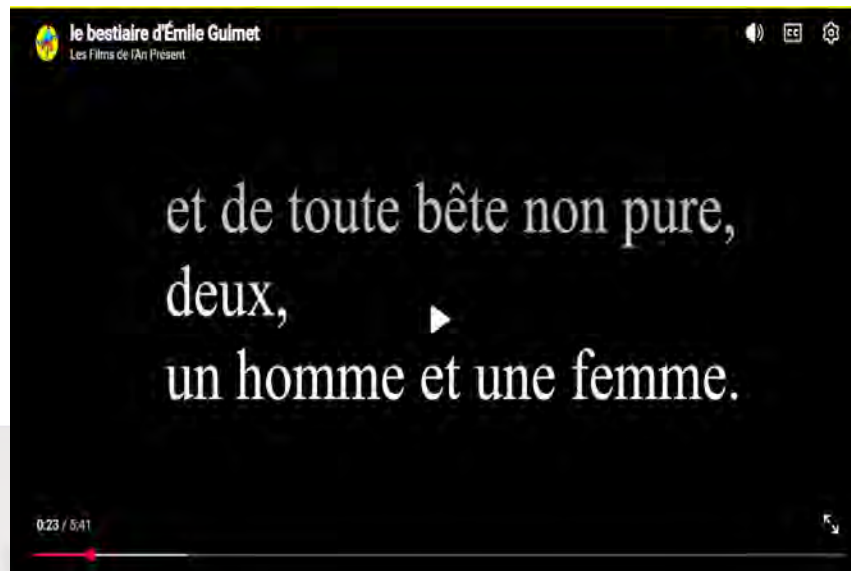 le bestiaire d'Émile Guimet
Les Films de l'An Présent
CC
et de toute bête non pure,
deux,
un homme et une femme.
0:23 / 5:41